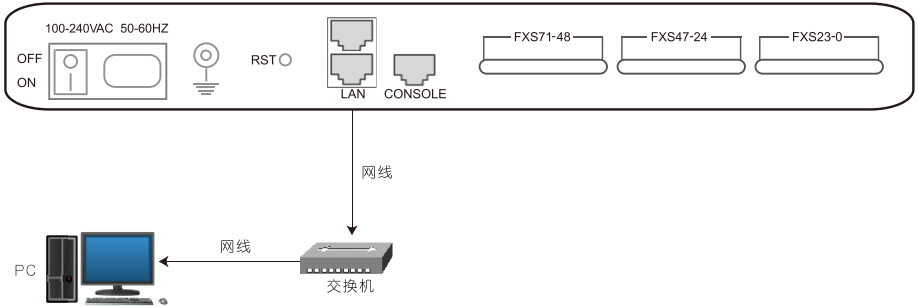 100-240VAC 50-60HZ
OFF
ON
RST
LAN
CONSOLE
FXS71-48
FXS47-24
FXS23-0
网线
网线
PC
交换机